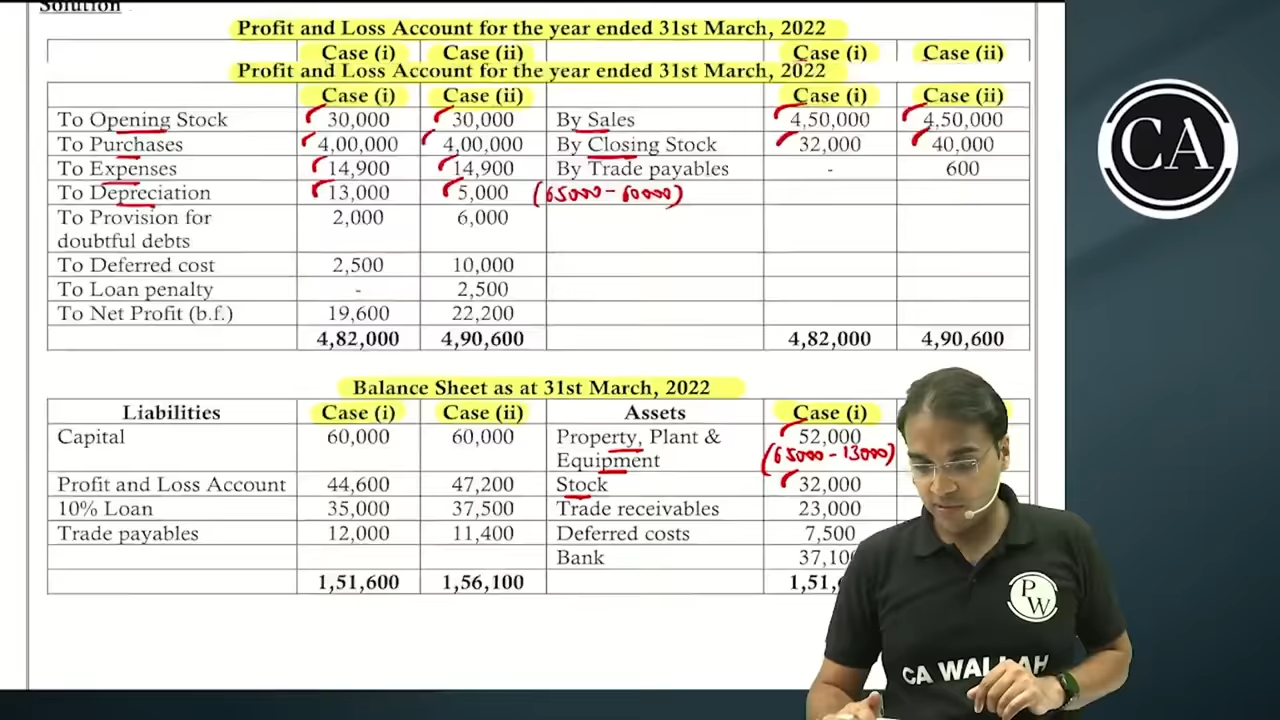 Solution
Profit and Loss Account for the year ended 31st March, 2022
Case (i) Case (ii) Case (i) Case (ii)
Profit and Loss Account for the year ended 31st March, 2022
Case (i) Case (ii) Case (i) Case (ii)
To Opening Stock 30,000 30,000 By Sales 4,50,000 4,50,000
To Purchases 4,00,000 4,00,000 By Closing Stock 32,000 40,000
To Expenses 14,900 14,900 By Trade payables - 600
To Depreciation 13,000 5,000 (65000-60000)
To Provision for 2,000 6,000
doubtful debts
To Deferred cost 2,500 10,000
To Loan penalty - 2,500
To Net Profit (b.f.) 19,600 22,200
4,82,000 4,90,600 4,82,000 4,90,600
Balance Sheet as at 31st March, 2022
Liabilities Case (i) Case (ii) Assets Case (i)
Capital 60,000 60,000 Property, Plant & 52,000
Equipment (65000-13000)
Profit and Loss Account 44,600 47,200 Stock 32,000
10% Loan 35,000 37,500 Trade receivables 23,000
Trade payables 12,000 11,400 Deferred costs 7,500
Bank 37,100
1,51,600 1,56,100
CA
PW
CA WALLAH